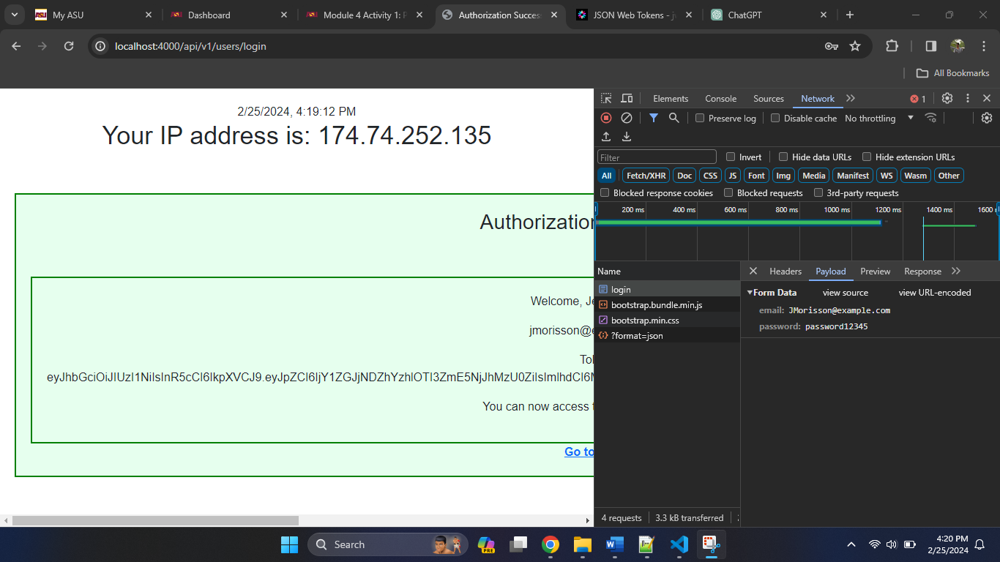 My ASU
Dashboard
Module 4 Activity 1: P
Authorization Succes
JSON Web Tokens - j
ChatGPT
localhost:4000/api/v1/users/login
All Bookmarks
2/25/2024, 4:19:12 PM
Your IP address is: 174.74.252.135
Authorization
Welcome, Je
jmorisson@e
Tok
eyJhbGciOiJIUzI1NiIsInR5cCI6IkpXVCJ9.eyJpZCI6IjY1ZGJjNDZhYzhlOTI3ZmE5NjJhMzU0ZiIsImlhdCI6M
You can now access t
Go to
Elements
Console
Sources
Network
1
Preserve log
Disable cache
No throttling
Filter
Invert
Hide data URLs
Hide extension URLs
All
Fetch/XHR
Doc
CSS
JS
Font
Img
Media
Manifest
WS
Wasm
Other
Blocked response cookies
Blocked requests
3rd-party requests
200 ms
400 ms
600 ms
800 ms
1000 ms
1200 ms
1400 ms
1600
Name
login
bootstrap.bundle.min.js
bootstrap.min.css
?format=json
Headers
Payload
Preview
Response
Form Data
view source
view URL-encoded
email: JMorisson@example.com
password: password12345
4 requests
3.3 kB transferred
Search
PRE
4:20 PM
2/25/2024